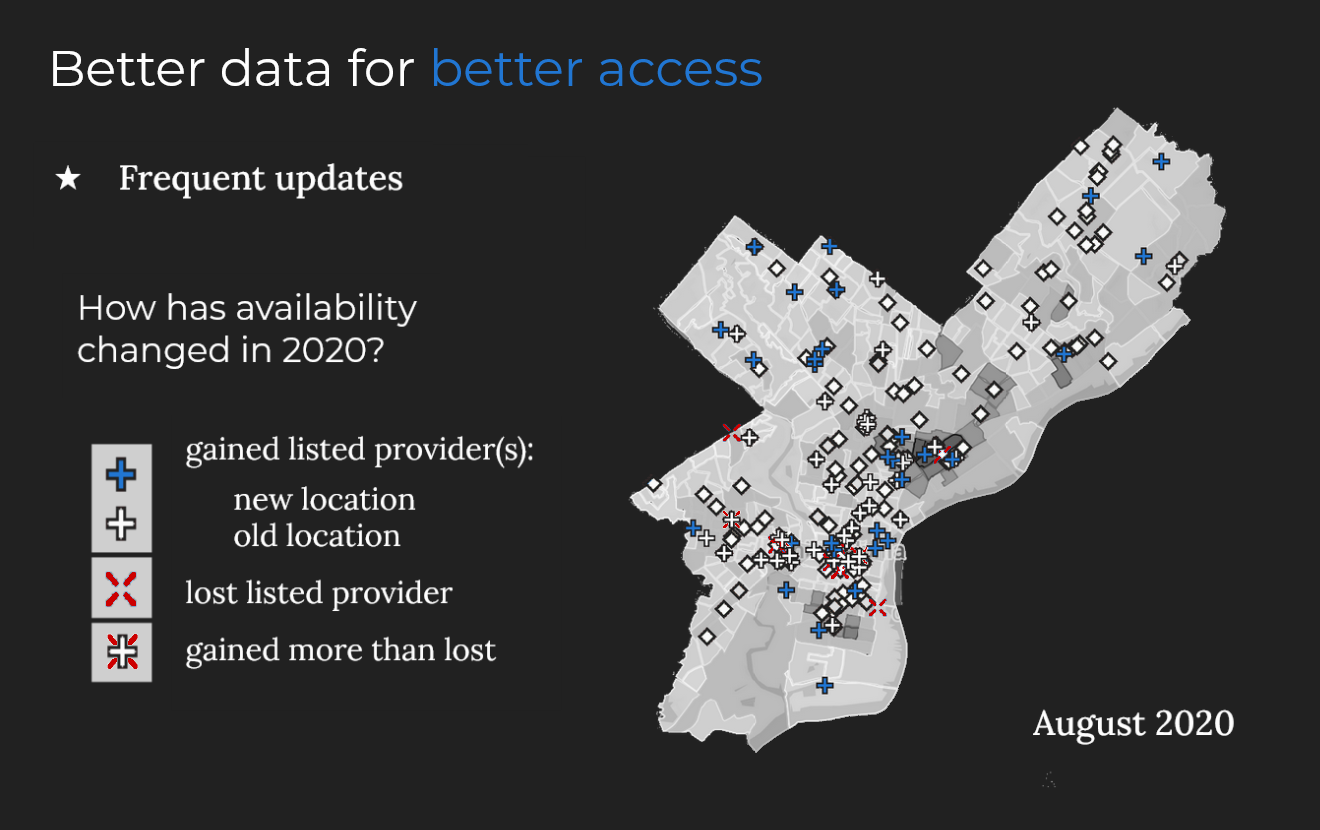 Better data for better access
★ Frequent updates
How has availability
changed in 2020?
gained listed provider(s):
new location
old location
lost listed provider
gained more than lost
August 2020